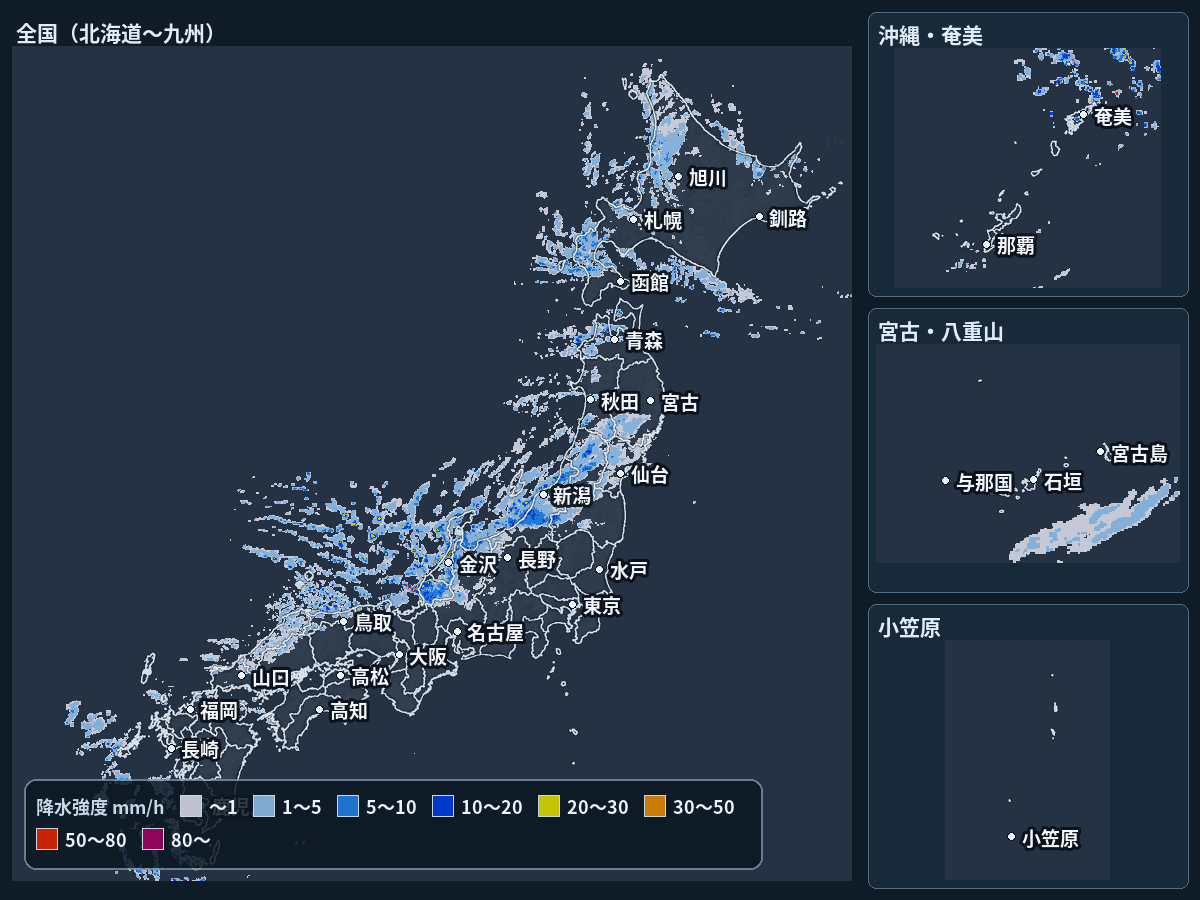 全国（北海道～九州）
旭川
札幌
釧路
函館
青森
秋田
宮古
仙台
新潟
金沢
長野
水戸
東京
鳥取
名古屋
大阪
山口
高松
福岡
高知
長崎
鹿児
降水強度 mm/h
～1
1～5
5～10
10～20
20～30
30～50
50～80
80～
沖縄・奄美
奄美
那覇
宮古・八重山
宮古島
与那国
石垣
小笠原
小笠原